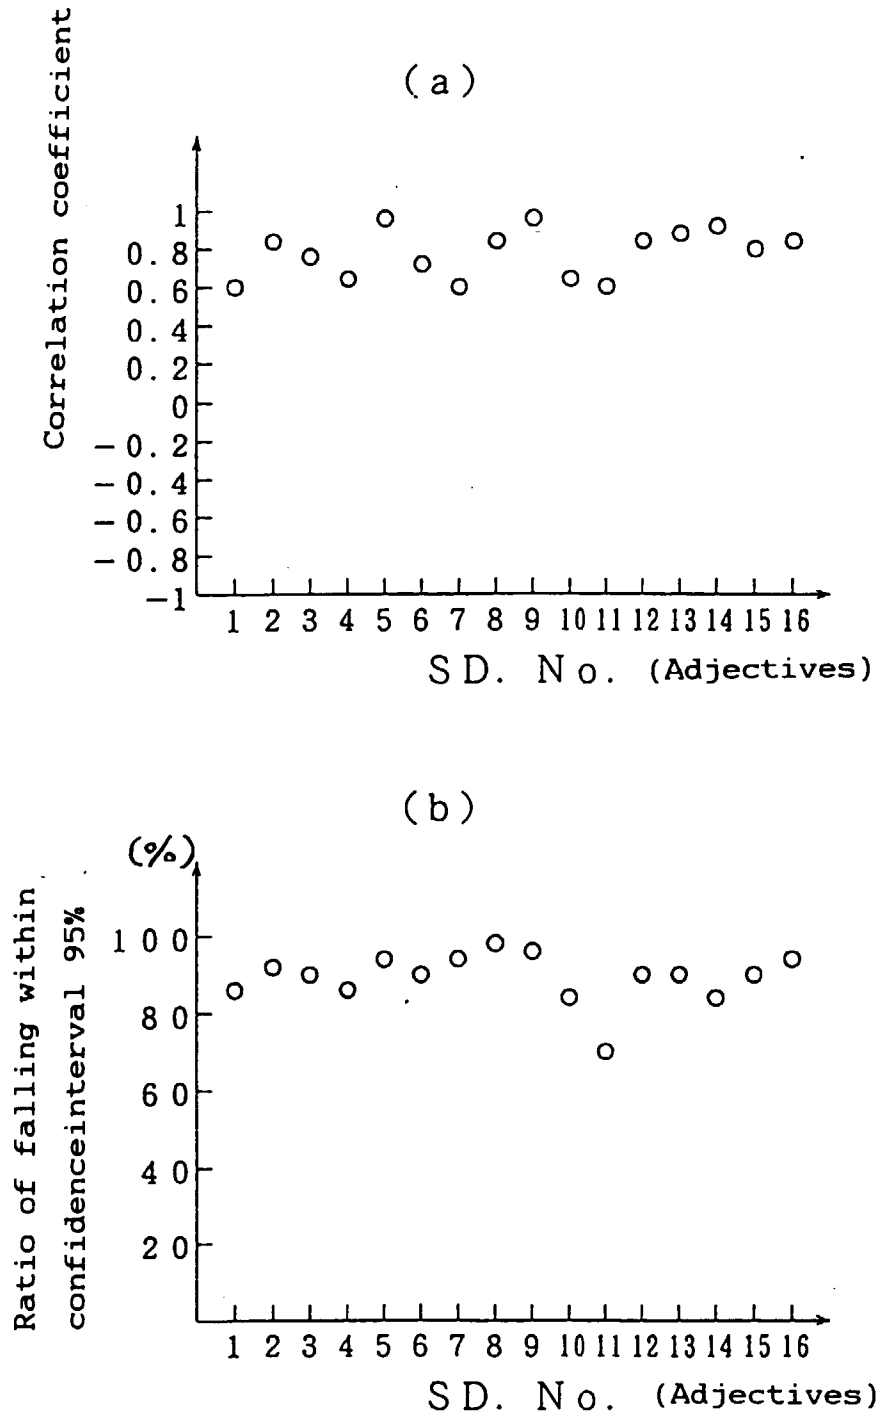 (a)
Correlation coefficient
1
0.8
0.6
0.4
0.2
0
-0.2
-0.4
-0.6
-0.8
-1
1 2 3 4 5 6 7 8 9 10 11 12 13 14 15 16
SD. No. (Adjectives)
(b)
(%)
Ratio of falling within
confidenceinterval 95%
100
80
60
40
20
1 2 3 4 5 6 7 8 9 10 11 12 13 14 15 16
SD. No. (Adjectives)